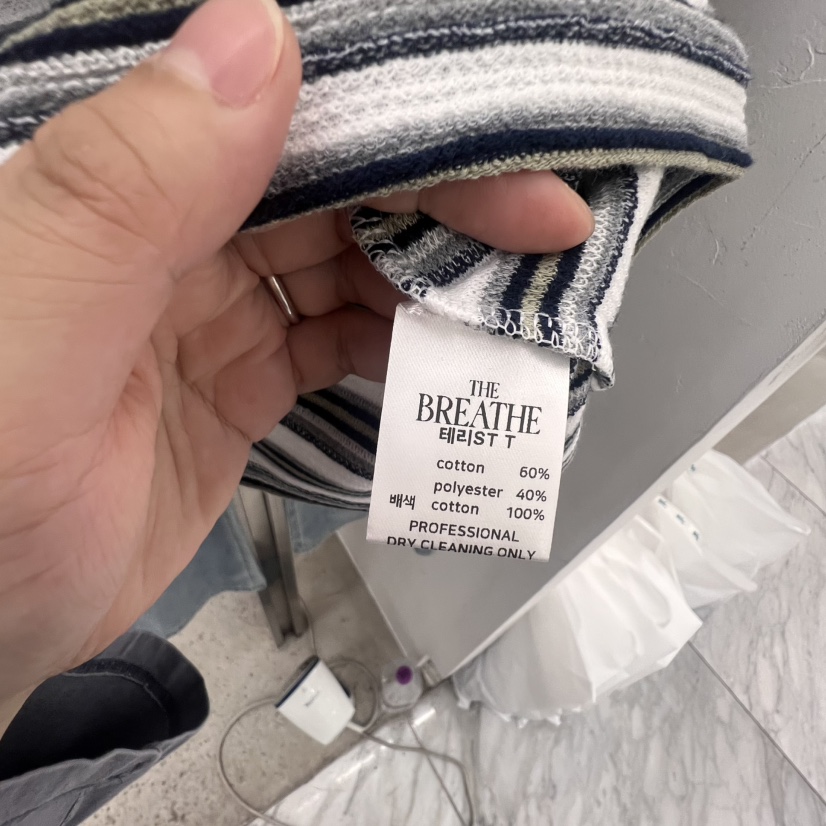 THE
BREATHE
테리ST T
cotton 60%
polyester 40%
배색 cotton 100%
PROFESSIONAL
DRY CLEANING ONLY